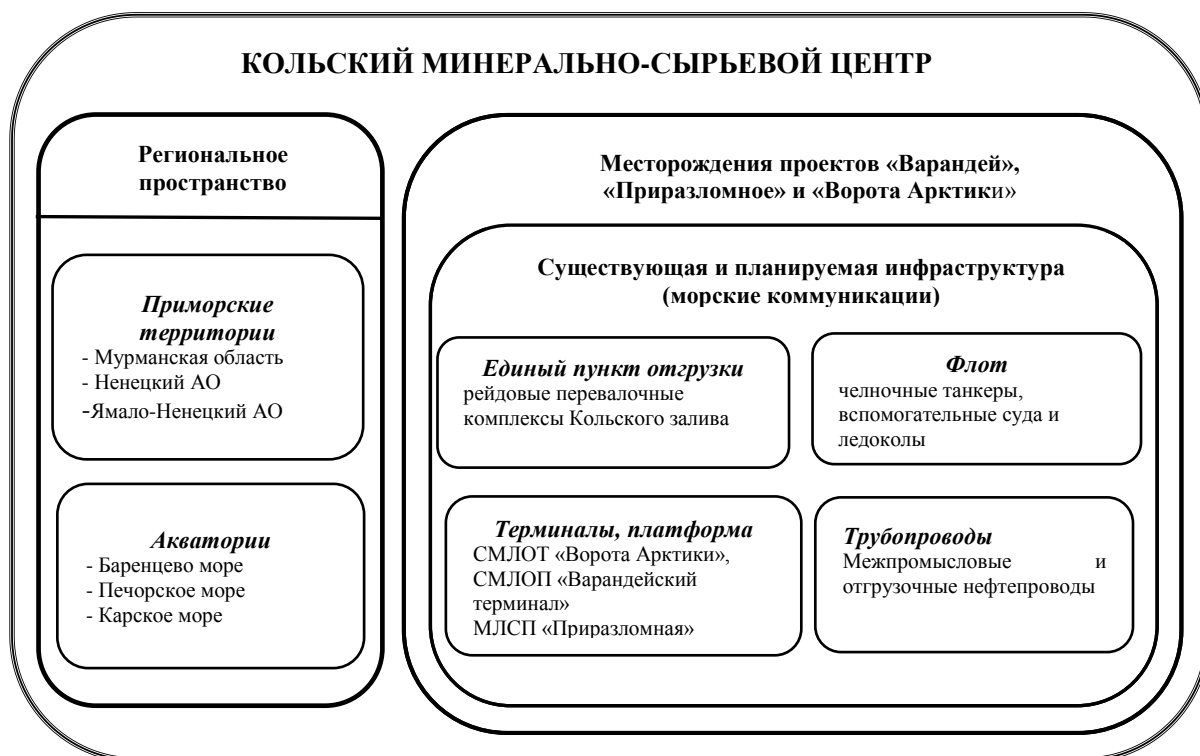 КОЛЬСКИЙ МИНЕРАЛЬНО-СЫРЬЕВОЙ ЦЕНТР
Региональное
пространство
Приморские
территории
- Мурманская область
- Ненецкий АО
-Ямало-Ненецкий АО
Акватории
- Баренцево море
- Печорское море
- Карское море
Месторождения проектов «Варандей»,
«Приразломное» и «Ворота Арктики»
Существующая и планируемая инфраструктура
(морские коммуникации)
Единый пункт отгрузки
рейдовые перевалочные
комплексы Кольского залива
Флот
челночные танкеры,
вспомогательные суда и
ледоколы
Терминалы, платформа
СМЛОТ «Ворота Арктики»,
СМЛОП «Варандейский
терминал»
МЛСП «Приразломная»
Трубопроводы
Межпромысловые и
отгрузочные нефтепроводы